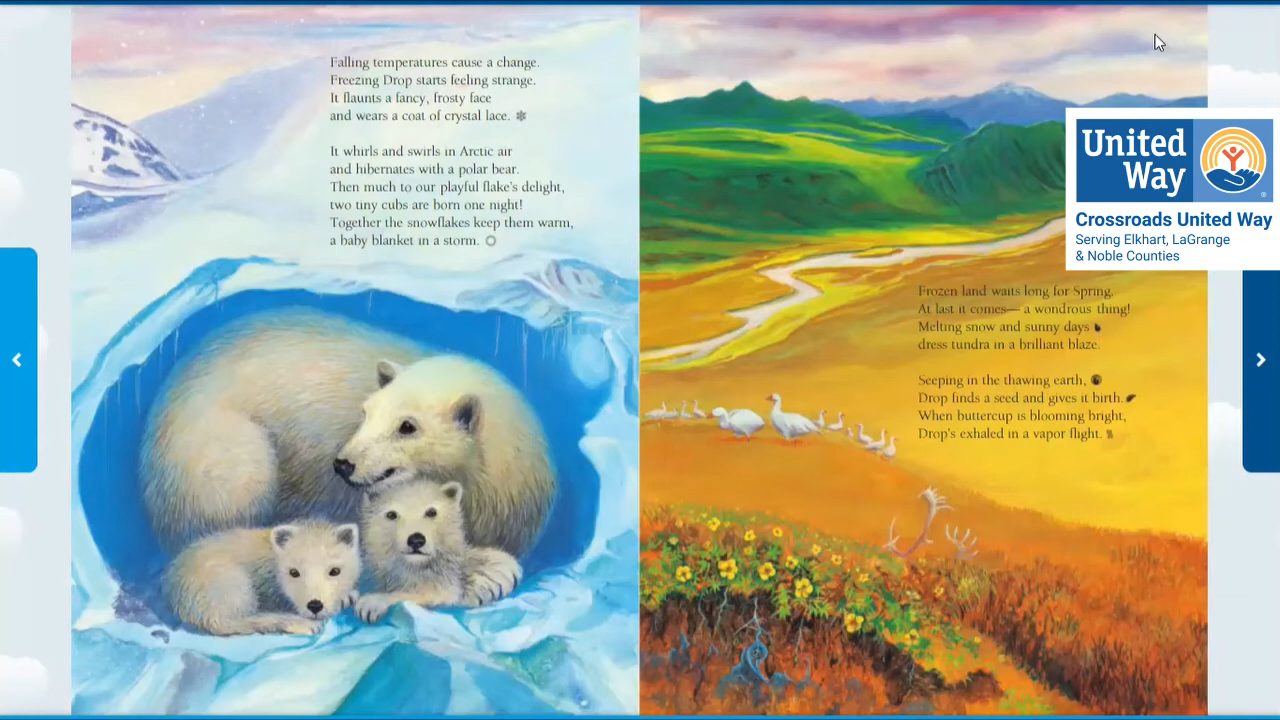 Falling temperatures cause a change.
Freezing Drop starts feeling strange.
It flaunts a fancy, frosty face
and wears a coat of crystal lace.
It whirls and swirls in Arctic air
and hibernates with a polar bear.
Then much to our playful flake's delight,
two tiny cubs are born one night!
Together the snowflakes keep them warm,
a baby blanket in a storm.
United
Way
®
Crossroads United Way
Serving Elkhart, LaGrange
& Noble Counties
Frozen land waits long for Spring.
At last it comes— a wondrous thing!
Melting snow and sunny days
dress tundra in a brilliant blaze.
Seeping in the thawing earth,
Drop finds a seed and gives it birth.
When buttercup is blooming bright,
Drop's exhaled in a vapor flight.